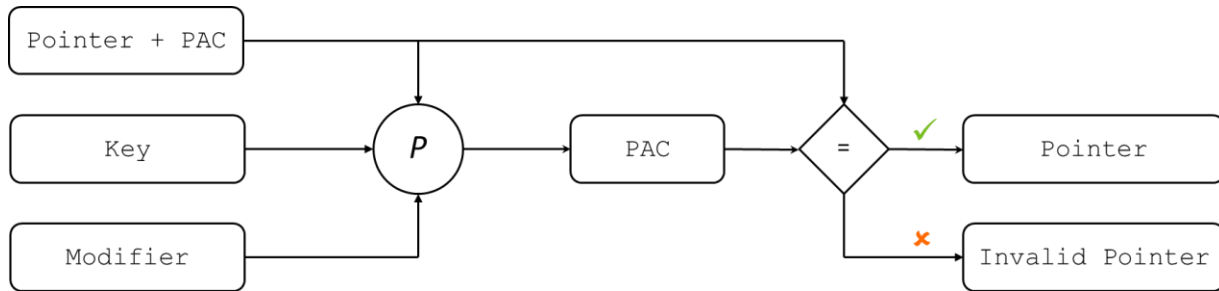 Pointer + PAC
Key
P
PAC
=
Pointer
Modifier
Invalid Pointer